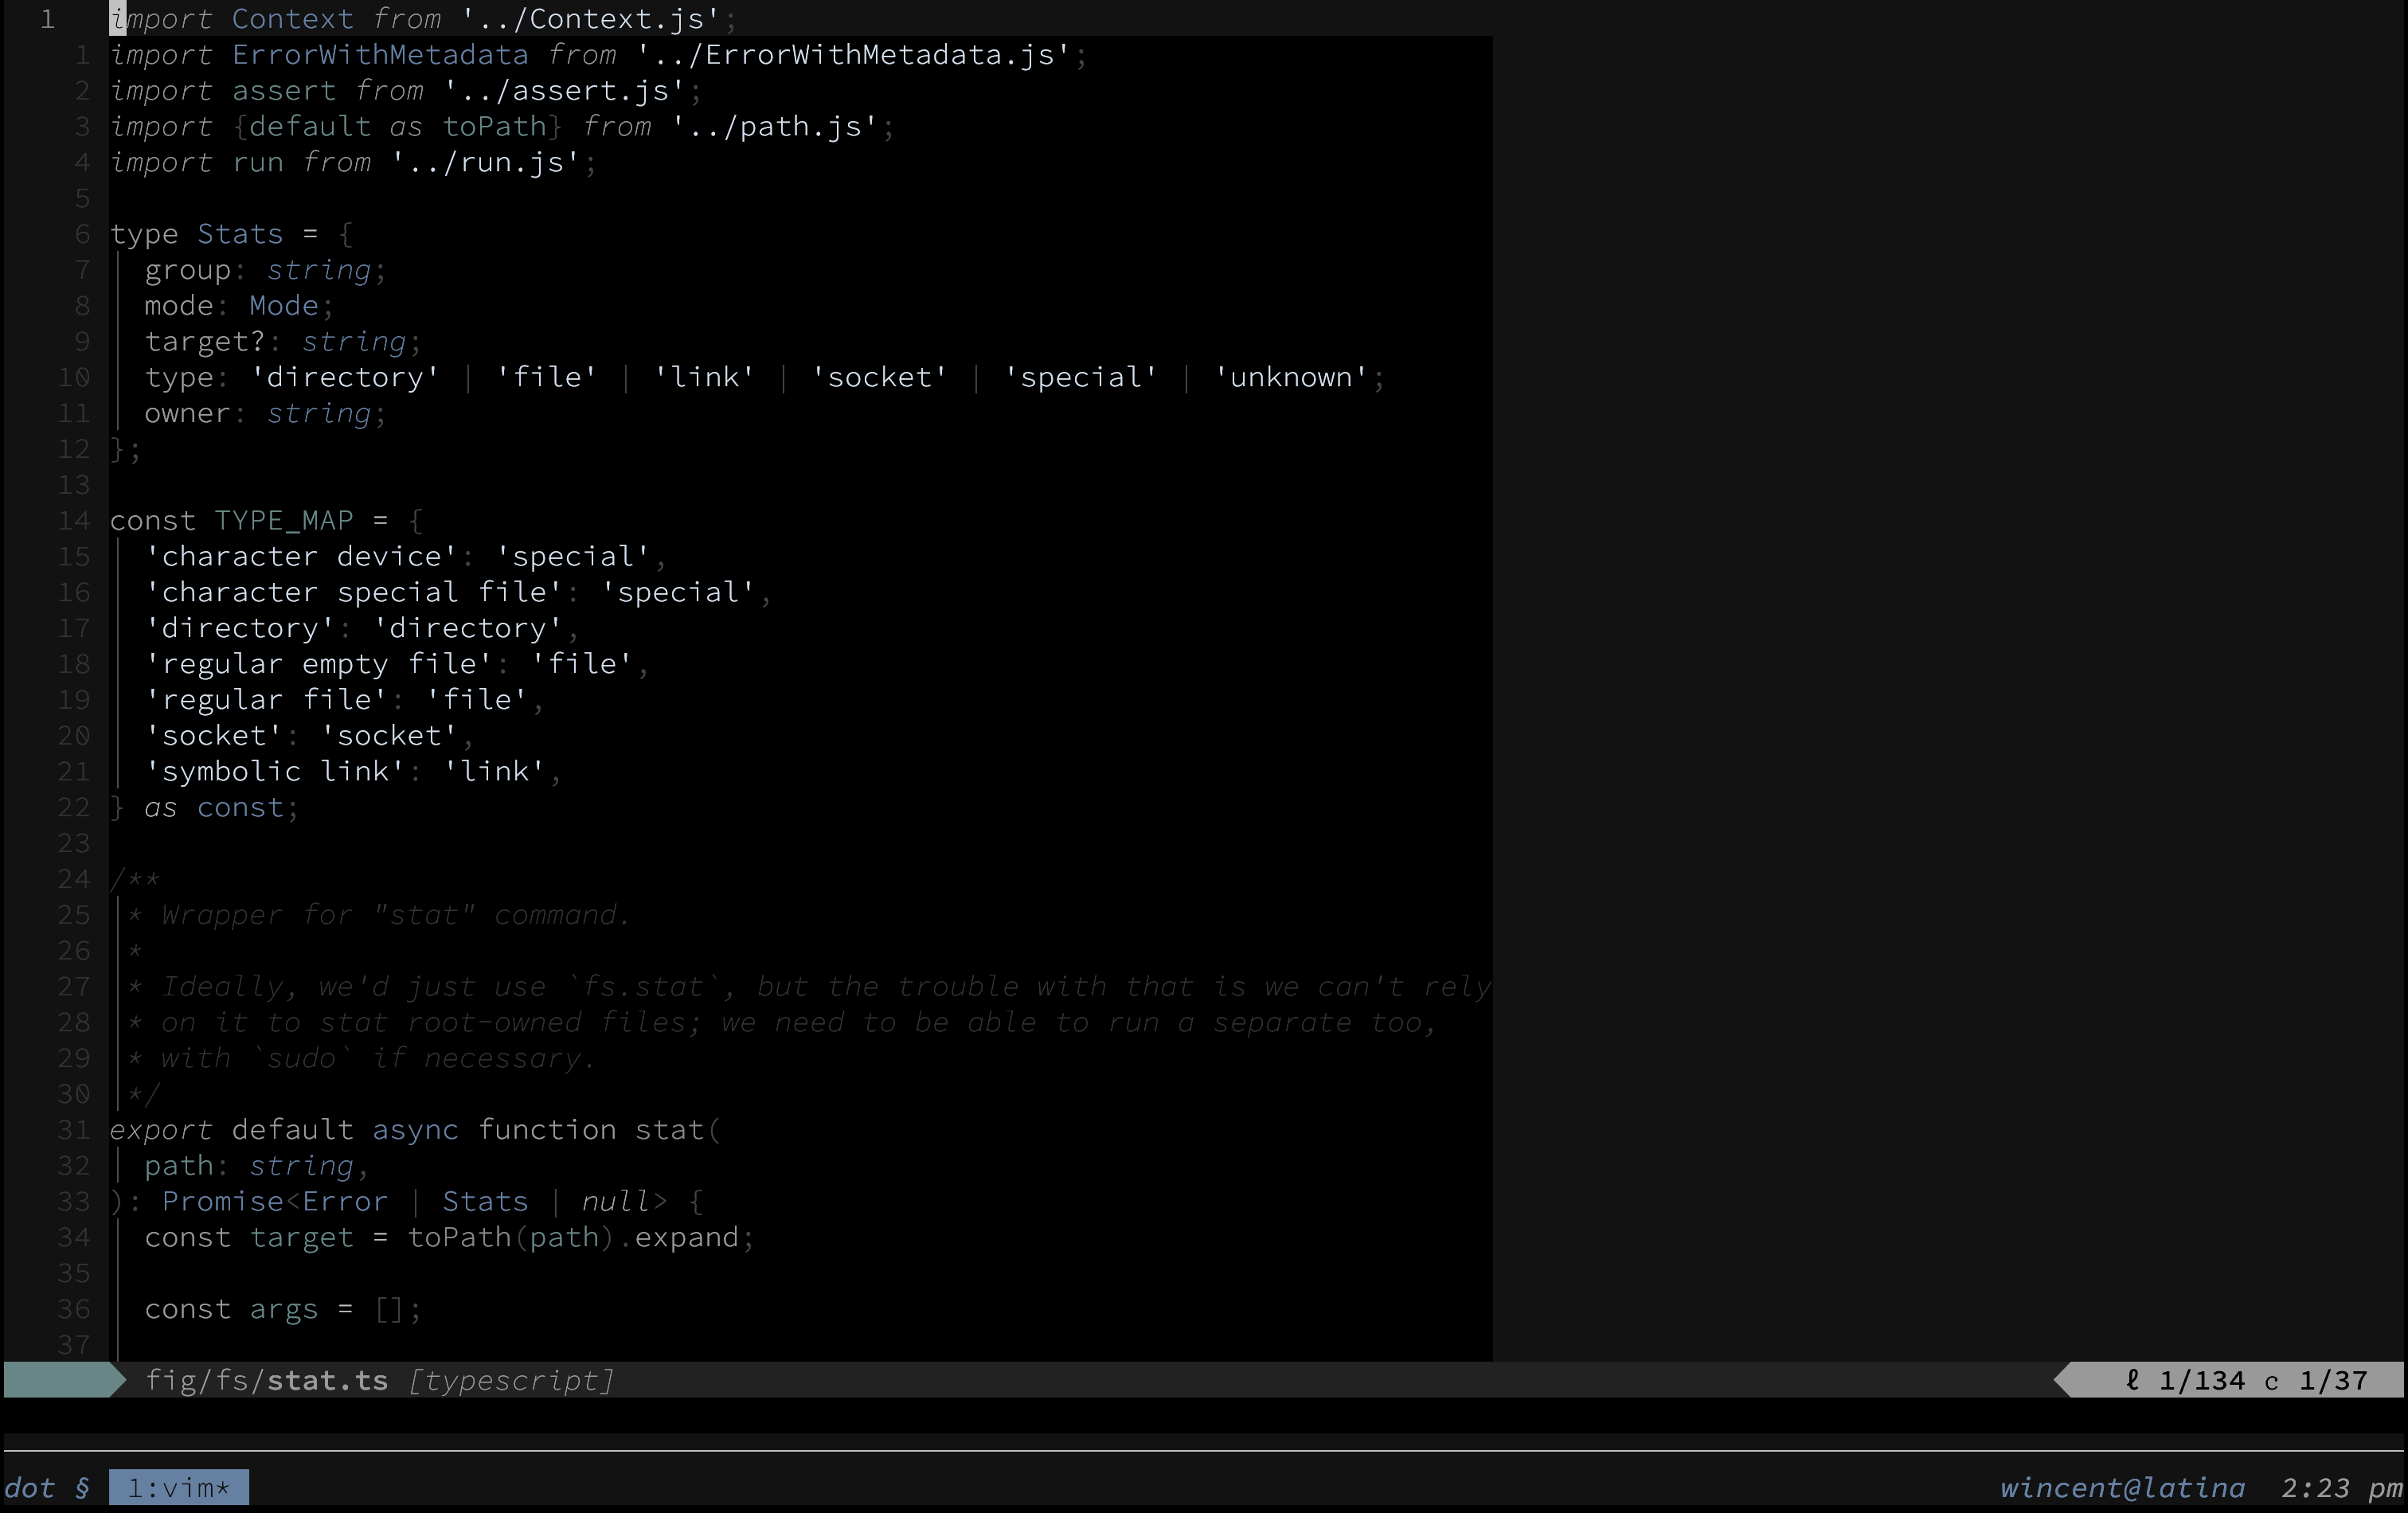 1 import Context from '../Context.js';
1 import ErrorWithMetadata from '../ErrorWithMetadata.js';
2 import assert from '../assert.js';
3 import {default as toPath} from '../path.js';
4 import run from '../run.js';
5
6 type Stats = {
7 group: string;
8 mode: Mode;
9 target?: string;
10 type: 'directory' | 'file' | 'link' | 'socket' | 'special' | 'unknown';
11 owner: string;
12 };
13
14 const TYPE_MAP = {
15 'character device': 'special',
16 'character special file': 'special',
17 'directory': 'directory',
18 'regular empty file': 'file',
19 'regular file': 'file',
20 'socket': 'socket',
21 'symbolic link': 'link',
22 } as const;
23
24 /**
25 * Wrapper for "stat" command.
26 *
27 * Ideally, we'd just use `fs.stat`, but the trouble with that is we can't rely
28 * on it to stat root-owned files; we need to be able to run a separate too,
29 * with `sudo` if necessary.
30 */
31 export default async function stat(
32 path: string,
33 ): Promise<Error | Stats | null> {
34 const target = toPath(path).expand;
35
36 const args = [];
37
fig/fs/stat.ts [typescript] ℓ 1/134 c 1/37
dot § 1:vim* wincent@latina 2:23 pm